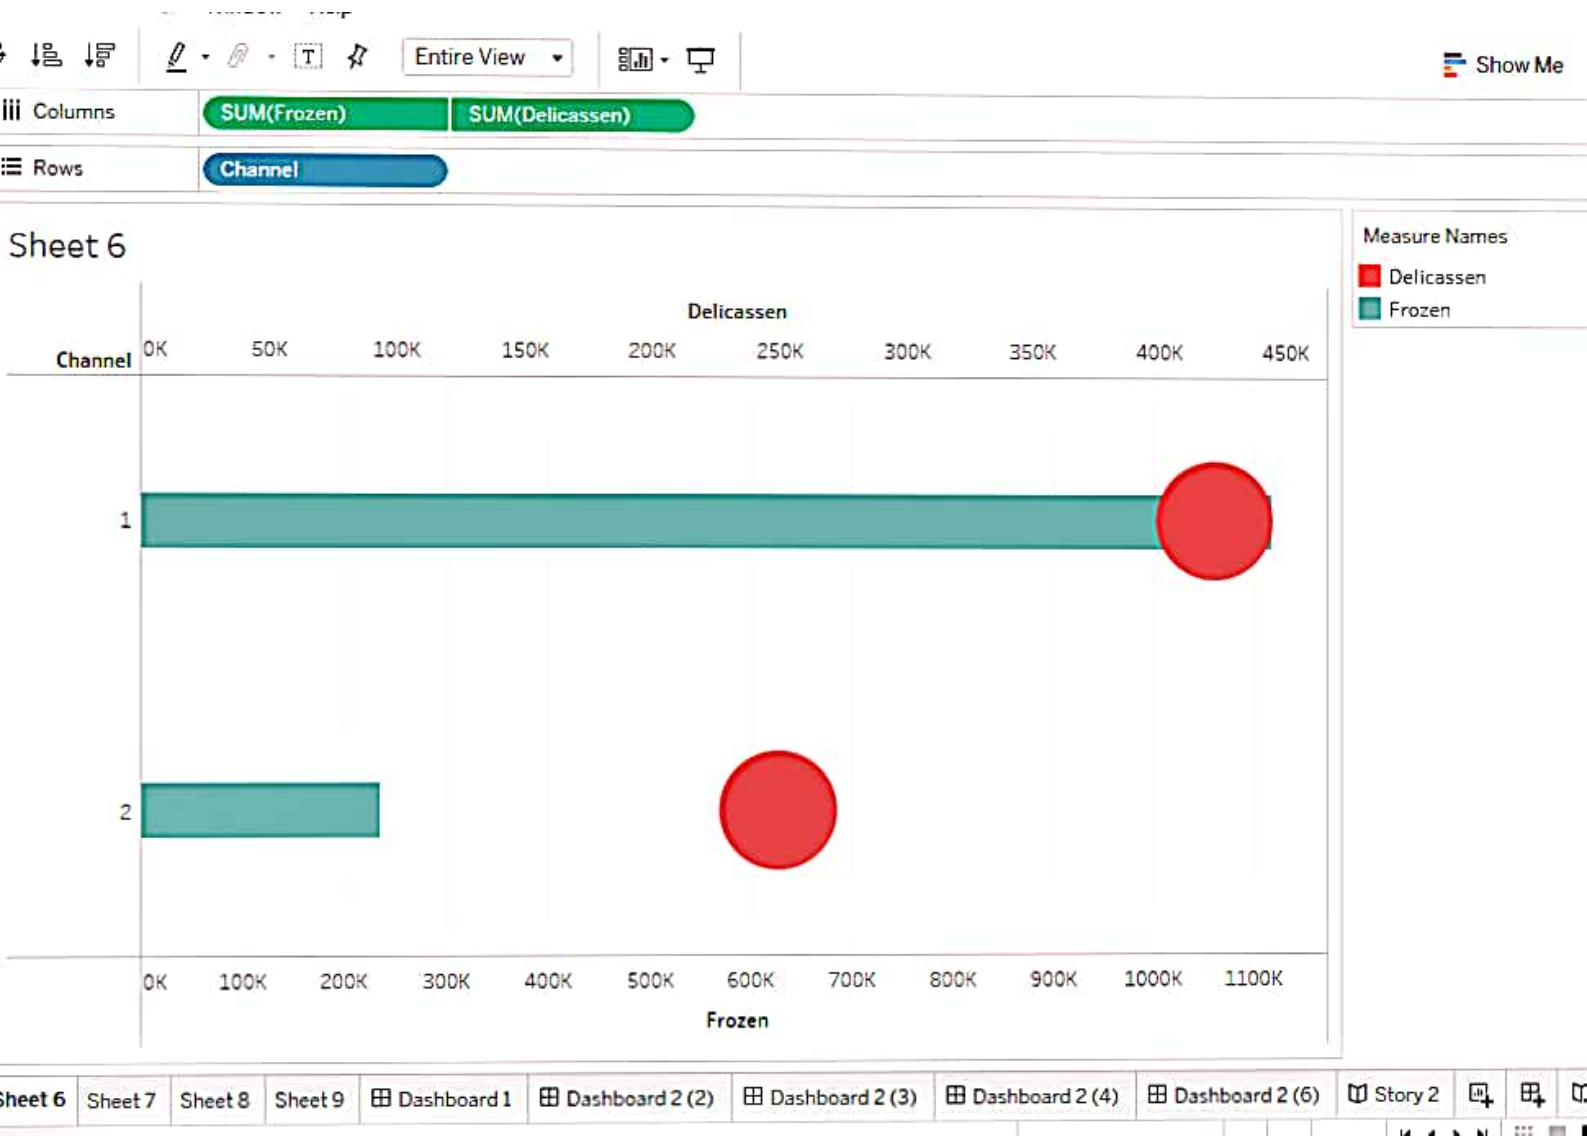 Entire View
Show Me
Columns SUM(Frozen) SUM(Delicassen)
Rows Channel
Sheet 6
Measure Names
Delicassen
Frozen
Delicassen
Channel 0K 50K 100K 150K 200K 250K 300K 350K 400K 450K
1
2
0K 100K 200K 300K 400K 500K 600K 700K 800K 900K 1000K 1100K
Frozen
Sheet 6 Sheet 7 Sheet 8 Sheet 9 Dashboard 1 Dashboard 2 (2) Dashboard 2 (3) Dashboard 2 (4) Dashboard 2 (6) Story 2